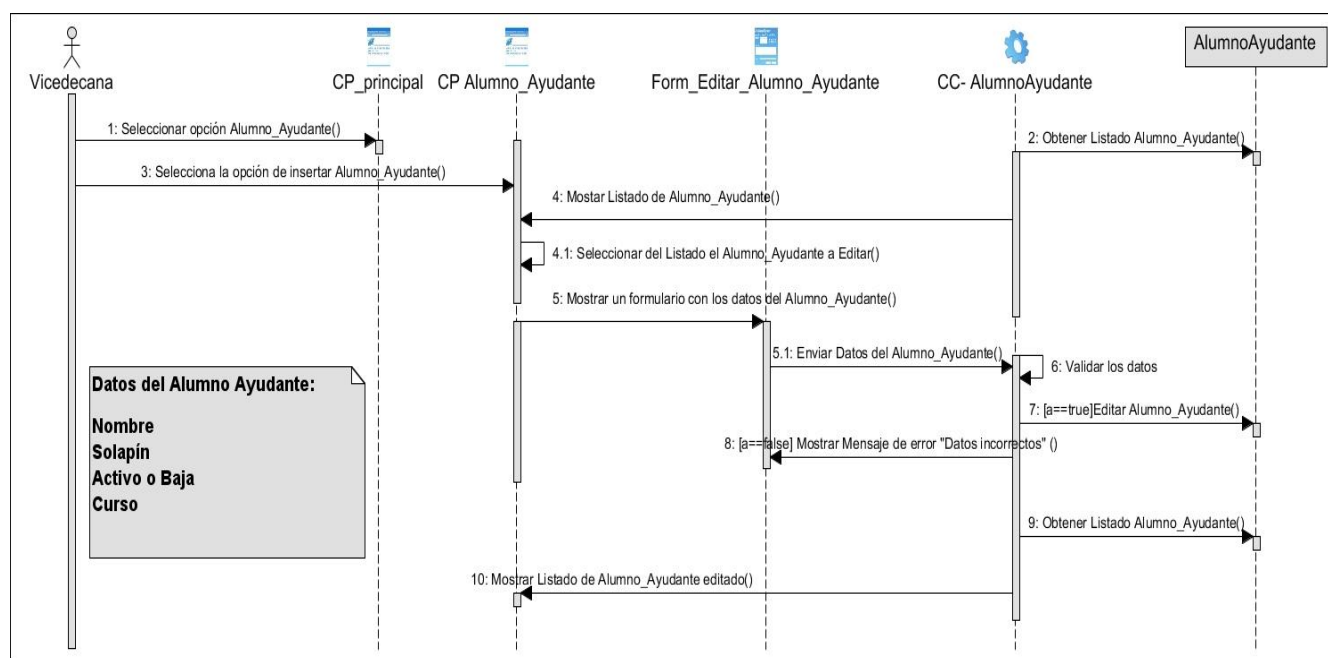 Vicedecana
CP_principal
CP Alumno_Ayudante
Form_Editar_Alumno_Ayudante
CC- AlumnoAyudante
AlumnoAyudante
1: Seleccionar opción Alumno_Ayudante()
2: Obtener Listado Alumno_Ayudante()
3: Selecciona la opción de insertar Alumno_Ayudante()
4: Mostar Listado de Alumno_Ayudante()
4.1: Seleccionar del Listado el Alumno_Ayudante a Editar()
5: Mostrar un formulario con los datos del Alumno_Ayudante()
5.1: Enviar Datos del Alumno_Ayudante()
6: Validar los datos
7: [a==true]Editar Alumno_Ayudante()
8: [a==false] Mostrar Mensaje de error "Datos incorrectos" ()
9: Obtener Listado Alumno_Ayudante()
10: Mostrar Listado de Alumno_Ayudante editado()
Datos del Alumno Ayudante:
Nombre
Solapín
Activo o Baja
Curso